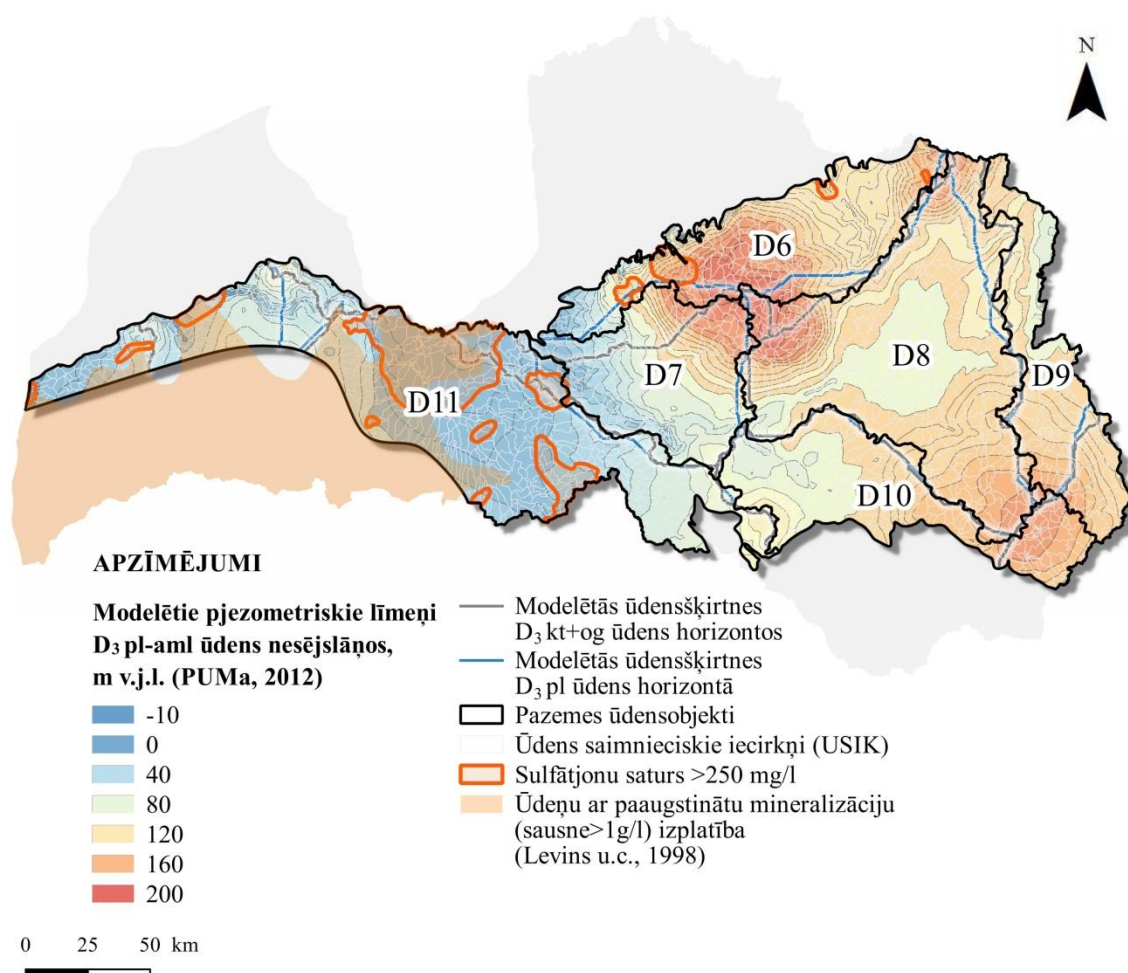 N
D6
D7
D8
D9
D11
D10
APZĪMĒJUMI
Modelētie pjezometriskie līmeņi
D₃ pl-aml ūdens nesējslāņos,
m v.j.l. (PUMa, 2012)
-10
0
40
80
120
160
200
Modelētās ūdensšķirtnes
D₃ kt+og ūdens horizontos
Modelētās ūdensšķirtnes
D₃ pl ūdens horizontā
Pazemes ūdensobjekti
Ūdens saimnieciskie iecirkņi (USIK)
Sulfātjonu saturs >250 mg/l
Ūdeņu ar paaugstinātu mineralizāciju
(sausne>1g/l) izplatība
(Levins u.c., 1998)
0 25 50 km